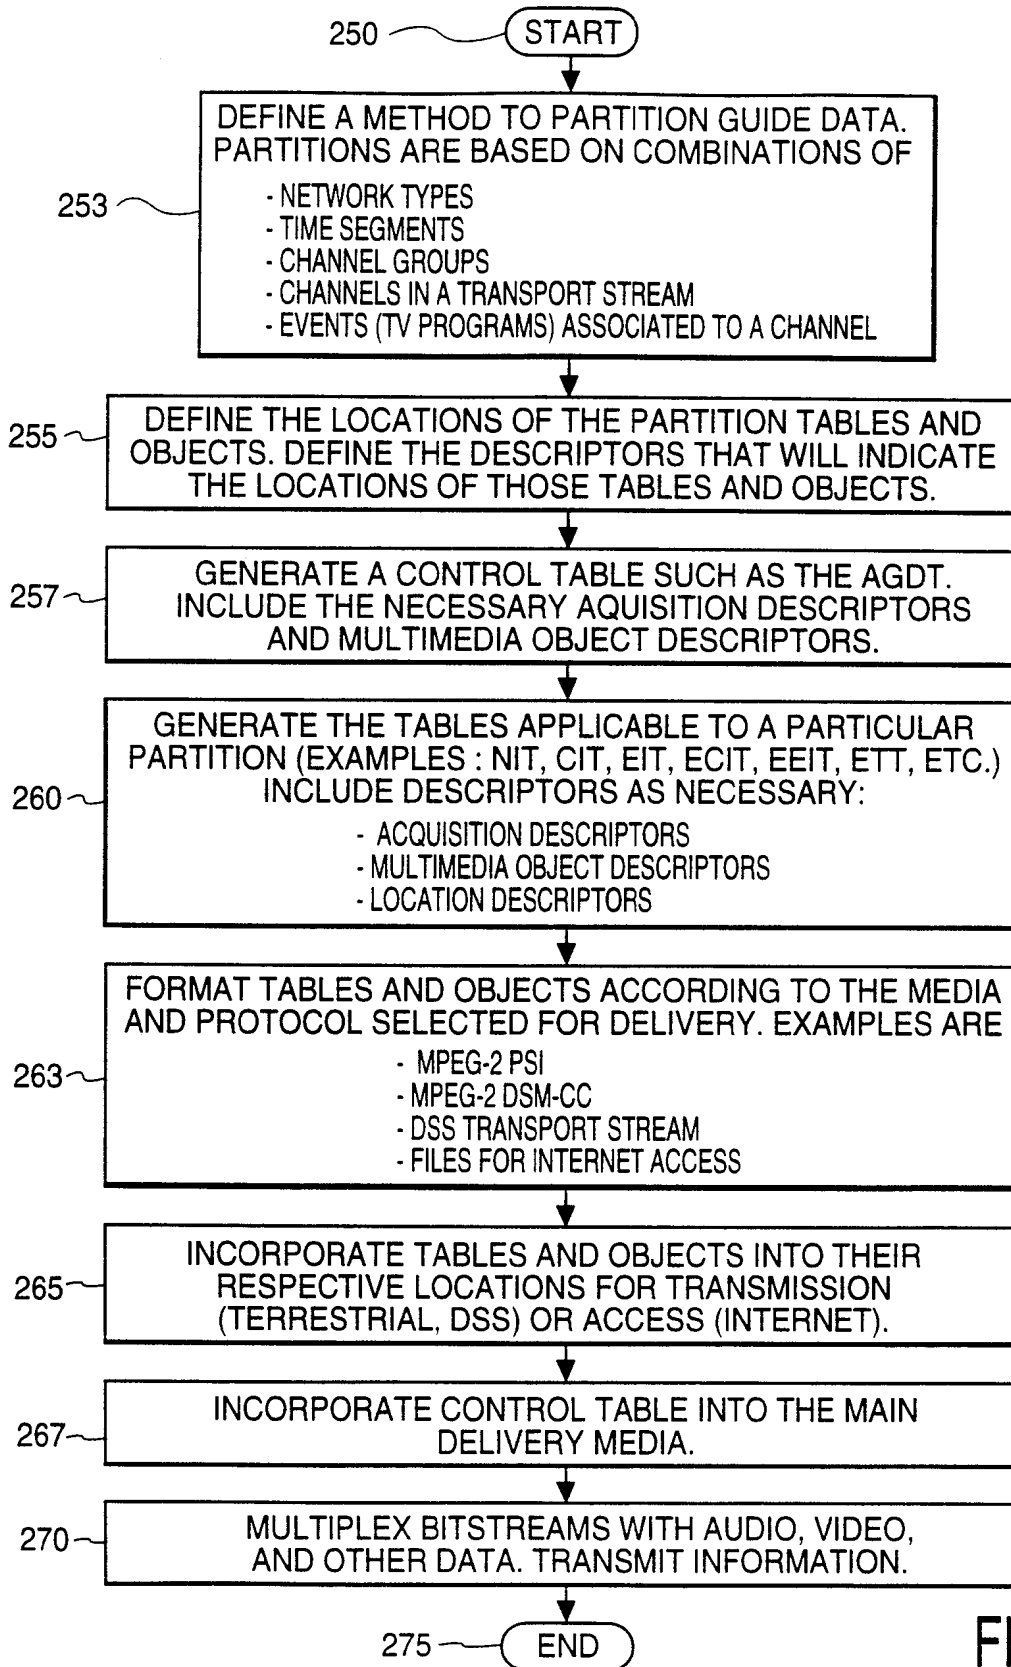 250
START
DEFINE A METHOD TO PARTITION GUIDE DATA.
PARTITIONS ARE BASED ON COMBINATIONS OF
- NETWORK TYPES
253
- TIME SEGMENTS
- CHANNEL GROUPS
- CHANNELS IN A TRANSPORT STREAM
- EVENTS (TV PROGRAMS) ASSOCIATED TO A CHANNEL
255
DEFINE THE LOCATIONS OF THE PARTITION TABLES AND
OBJECTS. DEFINE THE DESCRIPTORS THAT WILL INDICATE
THE LOCATIONS OF THOSE TABLES AND OBJECTS.
257
GENERATE A CONTROL TABLE SUCH AS THE AGDT.
INCLUDE THE NECESSARY AQUISITION DESCRIPTORS
AND MULTIMEDIA OBJECT DESCRIPTORS.
GENERATE THE TABLES APPLICABLE TO A PARTICULAR
PARTITION (EXAMPLES : NIT, CIT, EIT, ECIT, EEIT, ETT, ETC.)
260
INCLUDE DESCRIPTORS AS NECESSARY:
- ACQUISITION DESCRIPTORS
- MULTIMEDIA OBJECT DESCRIPTORS
- LOCATION DESCRIPTORS
FORMAT TABLES AND OBJECTS ACCORDING TO THE MEDIA
AND PROTOCOL SELECTED FOR DELIVERY. EXAMPLES ARE
263
- MPEG-2 PSI
- MPEG-2 DSM-CC
- DSS TRANSPORT STREAM
- FILES FOR INTERNET ACCESS
265
INCORPORATE TABLES AND OBJECTS INTO THEIR
RESPECTIVE LOCATIONS FOR TRANSMISSION
(TERRESTRIAL, DSS) OR ACCESS (INTERNET).
267
INCORPORATE CONTROL TABLE INTO THE MAIN
DELIVERY MEDIA.
270
MULTIPLEX BITSTREAMS WITH AUDIO, VIDEO,
AND OTHER DATA. TRANSMIT INFORMATION.
275
END